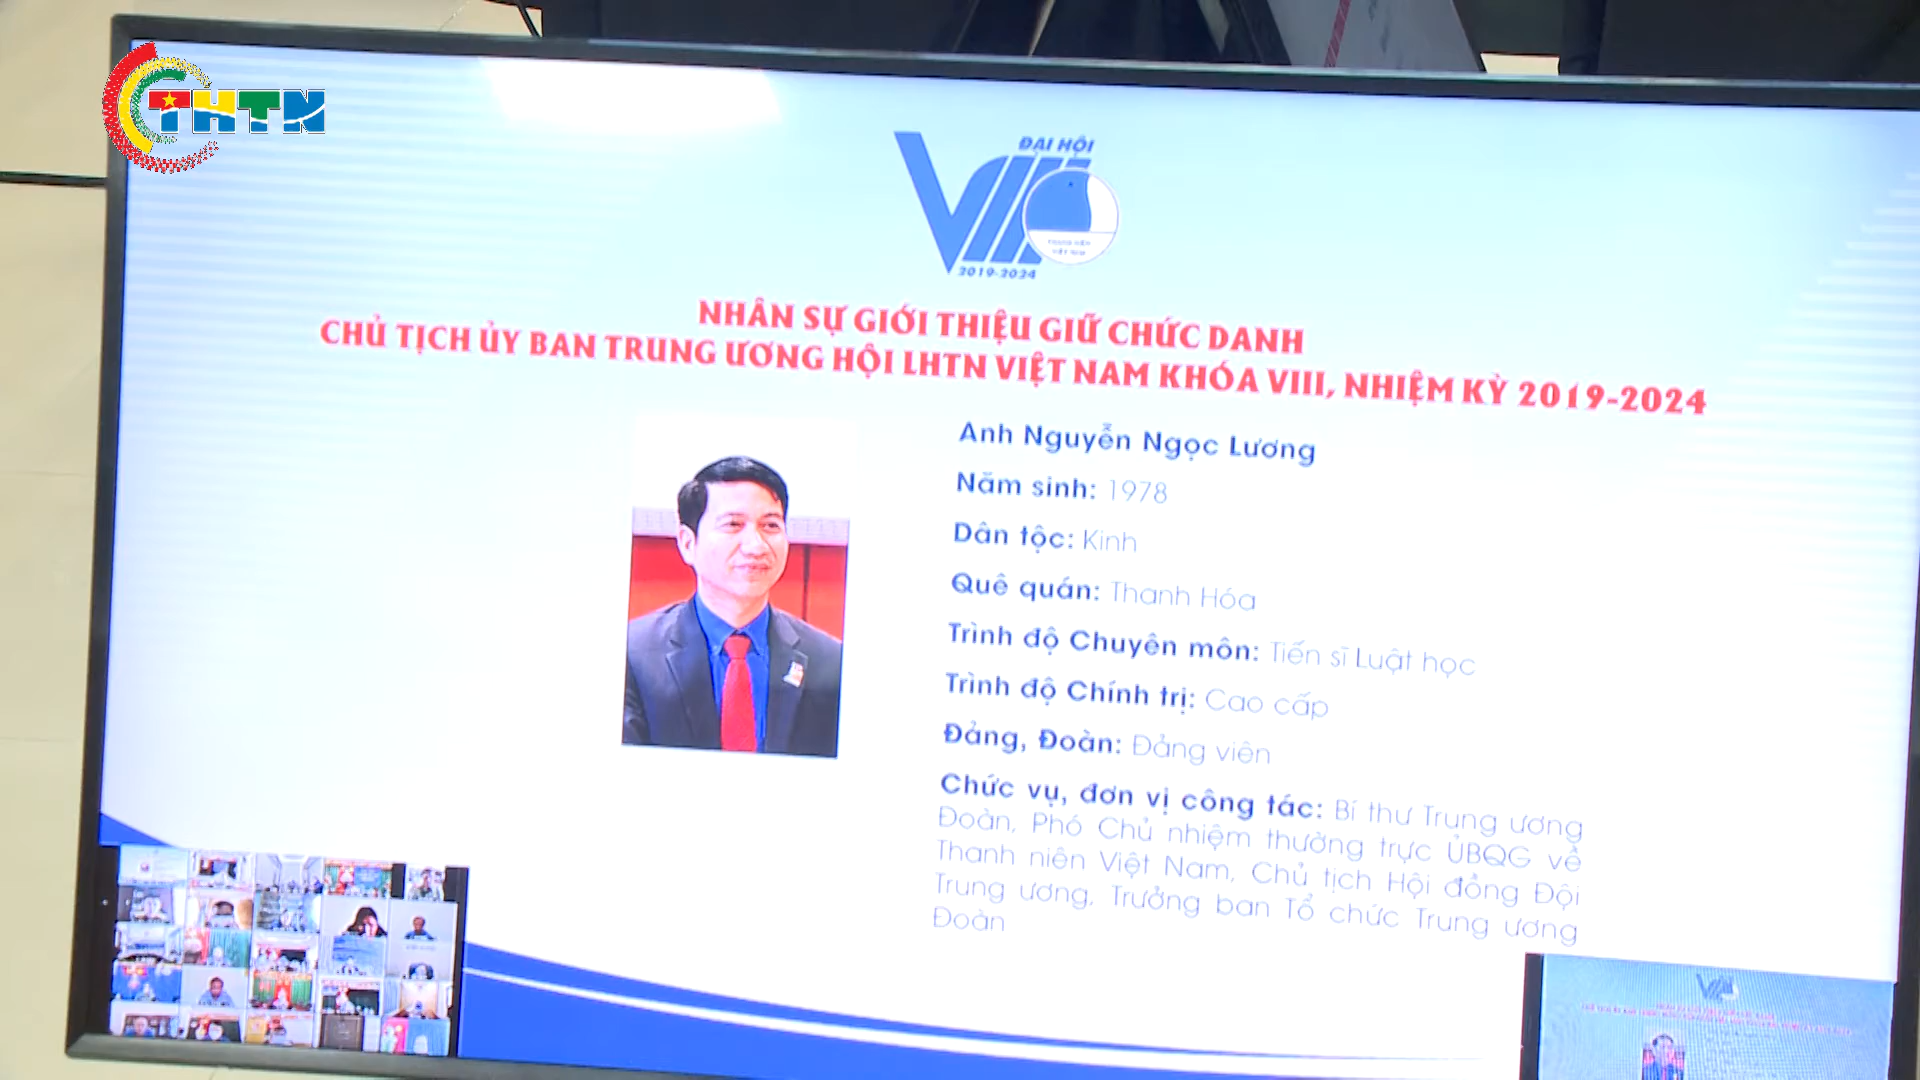 THTN
ĐẠI HỘI
VIII
2019-2024
NHÂN SỰ GIỚI THIỆU GIỮ CHỨC DANH
CHỦ TỊCH ỦY BAN TRUNG ƯƠNG HỘI LHTN VIỆT NAM KHÓA VIII, NHIỆM KỲ 2019-2024
Anh Nguyễn Ngọc Lương
Năm sinh: 1978
Dân tộc: Kinh
Quê quán: Thanh Hóa
Trình độ Chuyên môn: Tiến sĩ Luật học
Trình độ Chính trị: Cao cấp
Đảng, Đoàn: Đảng viên
Chức vụ, đơn vị công tác: Bí thư Trung ương
Đoàn, Phó Chủ nhiệm thường trực ỦBQG về
Thanh niên Việt Nam, Chủ tịch Hội đồng Đội
Trung ương, Trưởng ban Tổ chức Trung ương
Đoàn